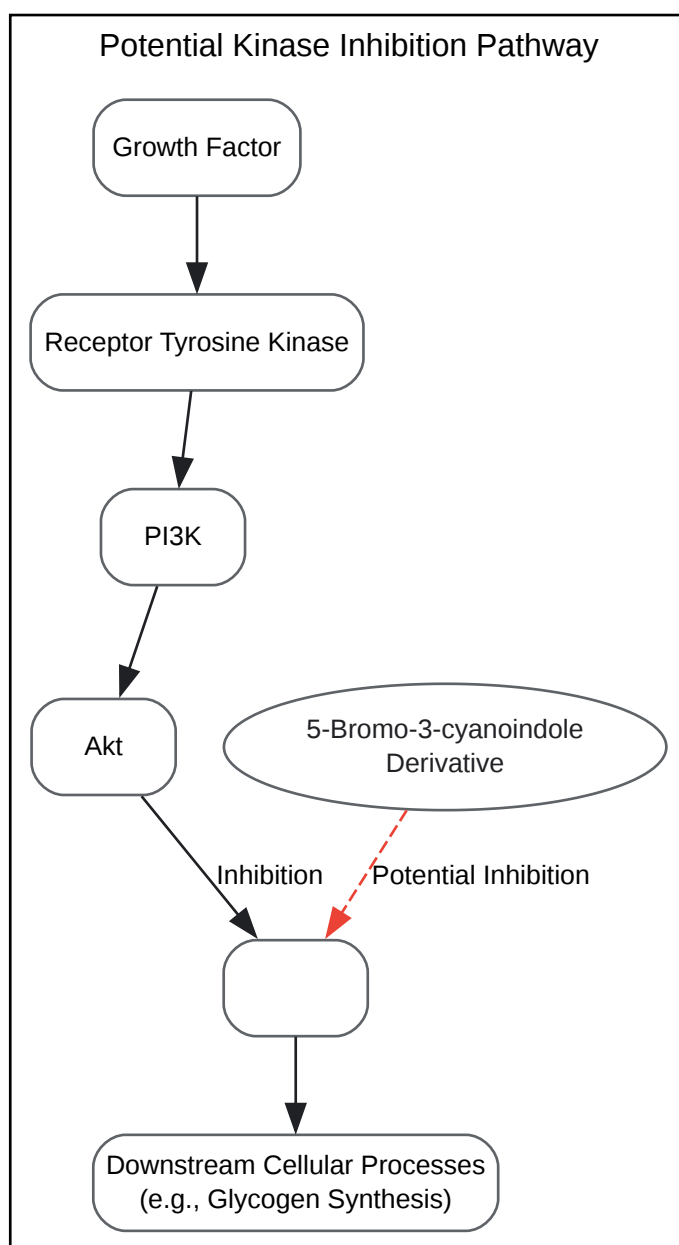 Potential Kinase Inhibition Pathway
Growth Factor
Receptor Tyrosine Kinase
PI3K
Akt
5-Bromo-3-cyanoindole
Derivative
Inhibition
Potential Inhibition
Downstream Cellular Processes
(e.g., Glycogen Synthesis)